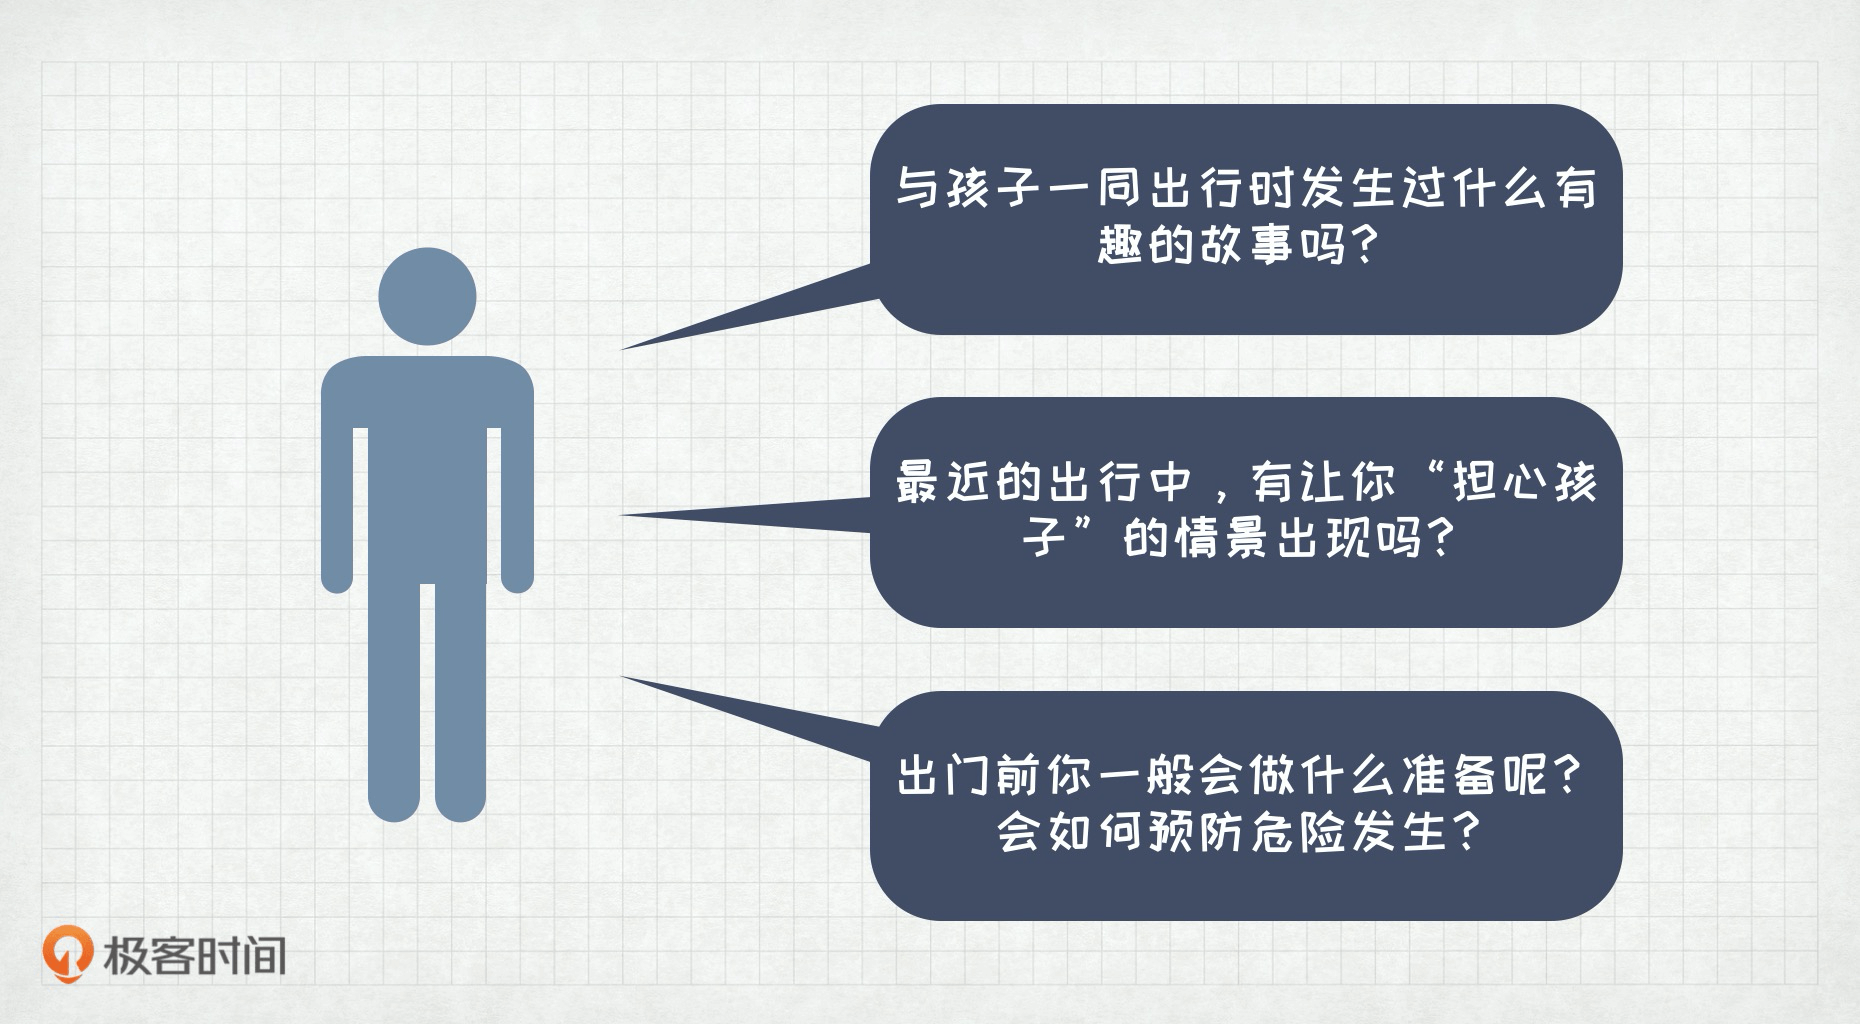 与孩子一同出行时发生过什么有
趣的故事吗？
最近的出行中，有让你“担心孩
子”的情景出现吗？
出门前你一般会做什么准备呢？
会如何预防危险发生？
极客时间